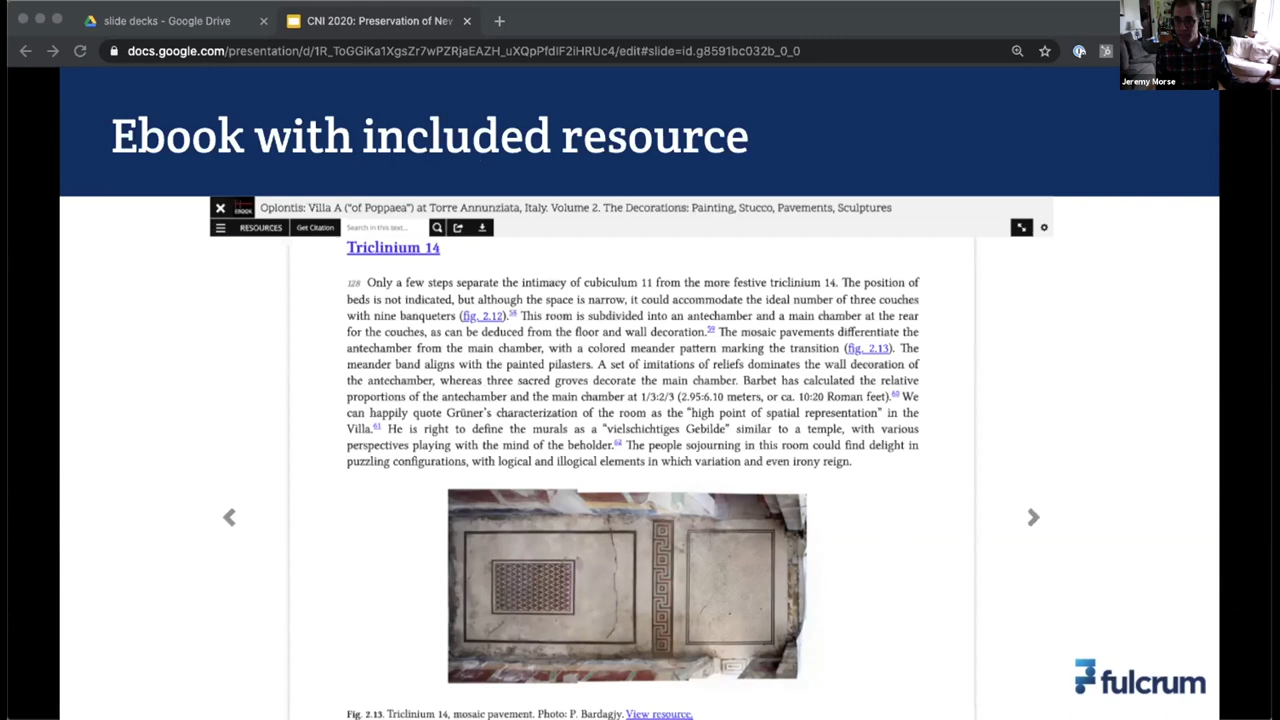 slide decks - Google Drive
CNI 2020: Preservation of Nev
docs.google.com/presentation/d/1R_ToGGiKa1XgsZr7wPZRjaEAZH_uXQpPfdIF2iHRUc4/edit#slide=id.g8591bc032b_0_0
Jeremy Morse
Ebook with included resource
EBOOK
Oplontis: Villa A ("of Poppaea") at Torre Annunziata, Italy. Volume 2. The Decorations: Painting, Stucco, Pavements, Sculptures
RESOURCES
Get Citation
Search in this text...
Triclinium 14
128 Only a few steps separate the intimacy of cubiculum 11 from the more festive triclinium 14. The position of
beds is not indicated, but although the space is narrow, it could accommodate the ideal number of three couches
with nine banqueters (fig. 2.12).58 This room is subdivided into an antechamber and a main chamber at the rear
for the couches, as can be deduced from the floor and wall decoration.59 The mosaic pavements differentiate the
antechamber from the main chamber, with a colored meander pattern marking the transition (fig. 2.13). The
meander band aligns with the painted pilasters. A set of imitations of reliefs dominates the wall decoration of
the antechamber, whereas three sacred groves decorate the main chamber. Barbet has calculated the relative
proportions of the antechamber and the main chamber at 1/3:2/3 (2.95:6.10 meters, or ca. 10:20 Roman feet).60 We
can happily quote Grüner's characterization of the room as the "high point of spatial representation" in the
Villa.61 He is right to define the murals as a "vielschichtiges Gebilde" similar to a temple, with various
perspectives playing with the mind of the beholder.62 The people sojourning in this room could find delight in
puzzling configurations, with logical and illogical elements in which variation and even irony reign.
Fig. 2.13. Triclinium 14, mosaic pavement. Photo: P. Bardagjy. View resource.
fulcrum